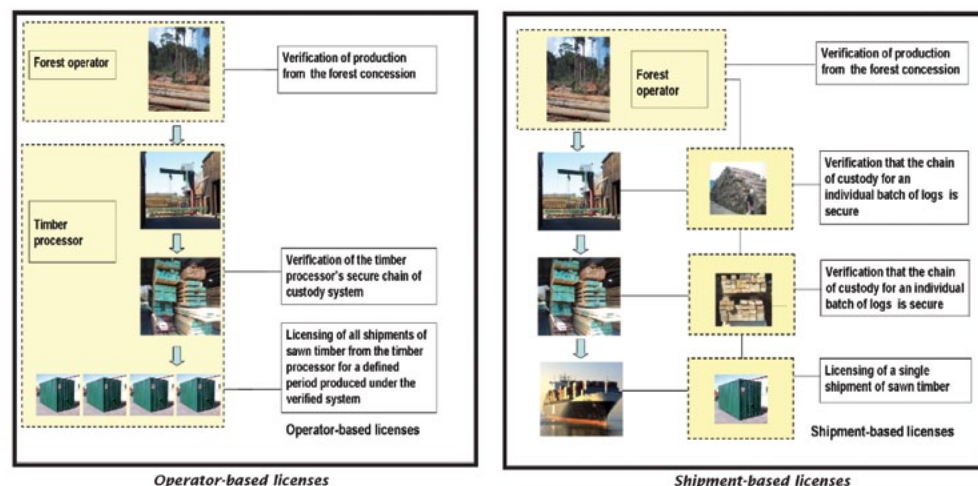 Forest operator
Verification of production
from the forest concession
Timber
processor
Verification of the timber
processor's secure chain of
custody system
Licensing of all shipments of
sawn timber from the timber
processor for a defined
period produced under the
verified system
Operator-based licenses
Operator-based licenses
Forest
operator
Verification of production
from the forest concession
Verification that the chain
of custody for an
individual batch of logs is
secure
Verification that the chain
of custody for an individual
batch of logs is secure
Licensing of a single
shipment of sawn timber
Shipment-based licenses
Shipment-based licenses